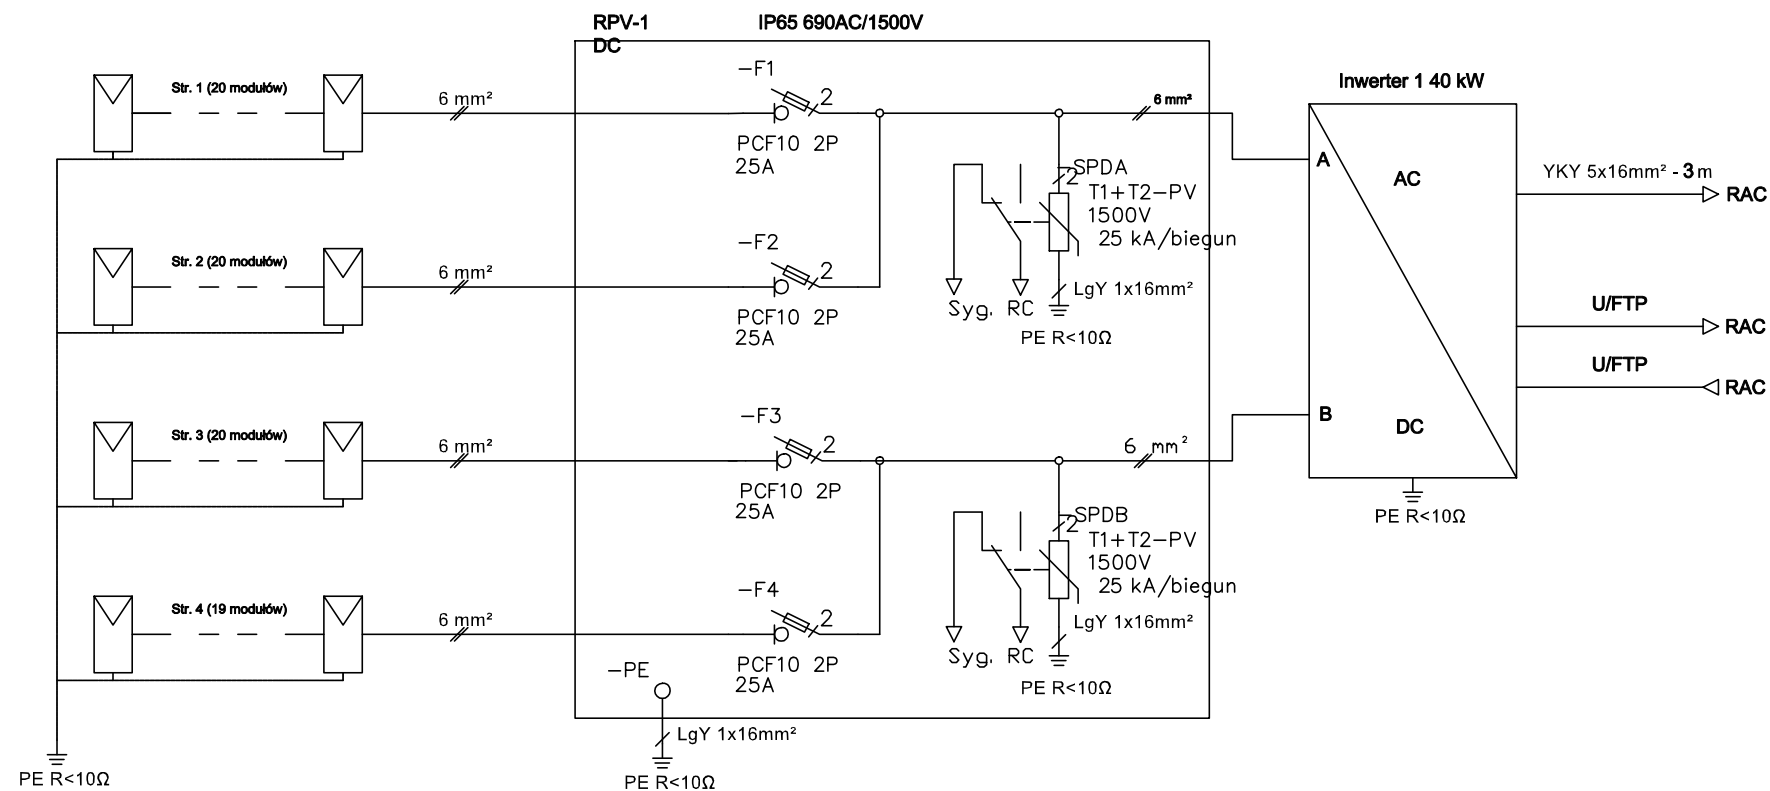 RPV-1
DC
IP65 690AC/1500V
Str. 1 (20 modułów)
6 mm²
-F1
2
PCF10 2P
25A
6 mm²
SPDA
2
T1+T2-PV
1500V
25 kA/biegun
LgY 1x16mm²
Syg.
RC
PE R<10Ω
Str. 2 (20 modułów)
6 mm²
-F2
2
PCF10 2P
25A
Str. 3 (20 modułów)
6 mm²
-F3
2
PCF10 2P
25A
6 mm²
SPDB
2
T1+T2-PV
1500V
25 kA/biegun
LgY 1x16mm²
Syg.
RC
PE R<10Ω
Str. 4 (19 modułów)
6 mm²
-F4
2
PCF10 2P
25A
-PE
LgY 1x16mm²
PE R<10Ω
PE R<10Ω
Inwerter 1 40 kW
A
AC
B
DC
PE R<10Ω
YKY 5x16mm² - 3 m
RAC
U/FTP
RAC
U/FTP
RAC